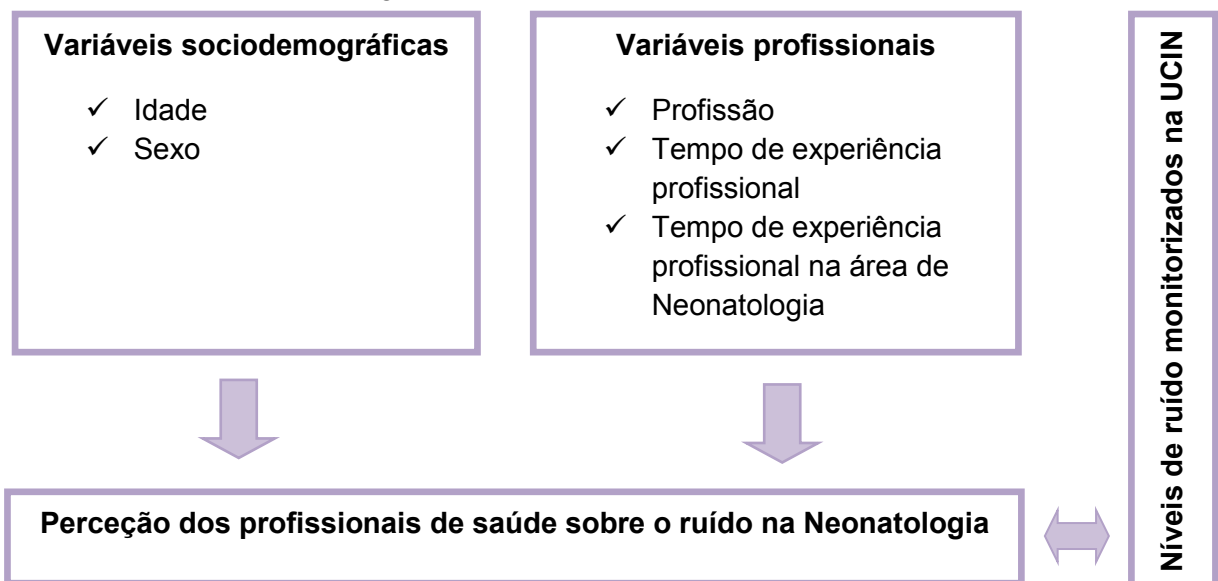 Variáveis sociodemográficas
✓ Idade
✓ Sexo
Variáveis profissionais
✓ Profissão
✓ Tempo de experiência
profissional
✓ Tempo de experiência
profissional na área de
Neonatologia
Perceção dos profissionais de saúde sobre o ruído na Neonatologia
Níveis de ruído monitorizados na UCIN